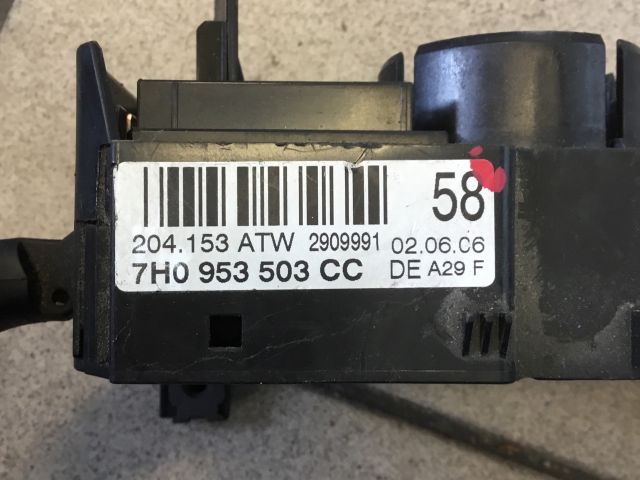 58
204.153 ATW 2909991 02.06.06
7H0 953 503 CC DE A29 F